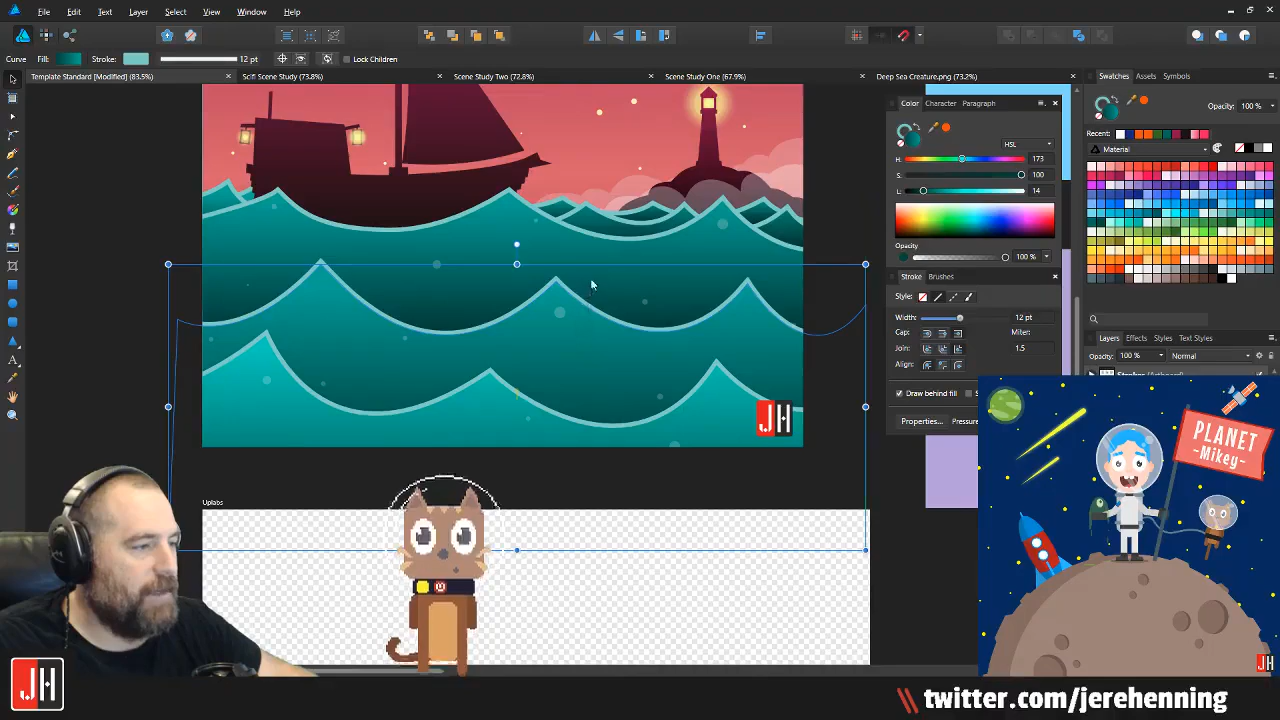 File Edit Text Layer Select View Window Help
Curve Fill: Stroke: 12 pt Lock Children
Template Standard [Modified] (83.5%) Scifi Scene Study (73.8%) Scene Study Two (72.8%) Scene Study One (67.9%) Deep Sea Creature.png (73.2%)
Swatches Assets Symbols
Color Character Paragraph
Opacity: 100 %
HSL
Recent:
H: 173
Material
S: 100
L: 14
Opacity
100 %
Stroke Brushes
Style:
Width: 12 pt
Cap: Miter:
Join: 1.5
Align:
Draw behind fill
Properties...
Layers Effects Styles Text Styles
Opacity: 100 % Normal
JH
Uplabs
PLANET
-Mikey-
JH
M
JH
\\ twitter.com/jerehenning